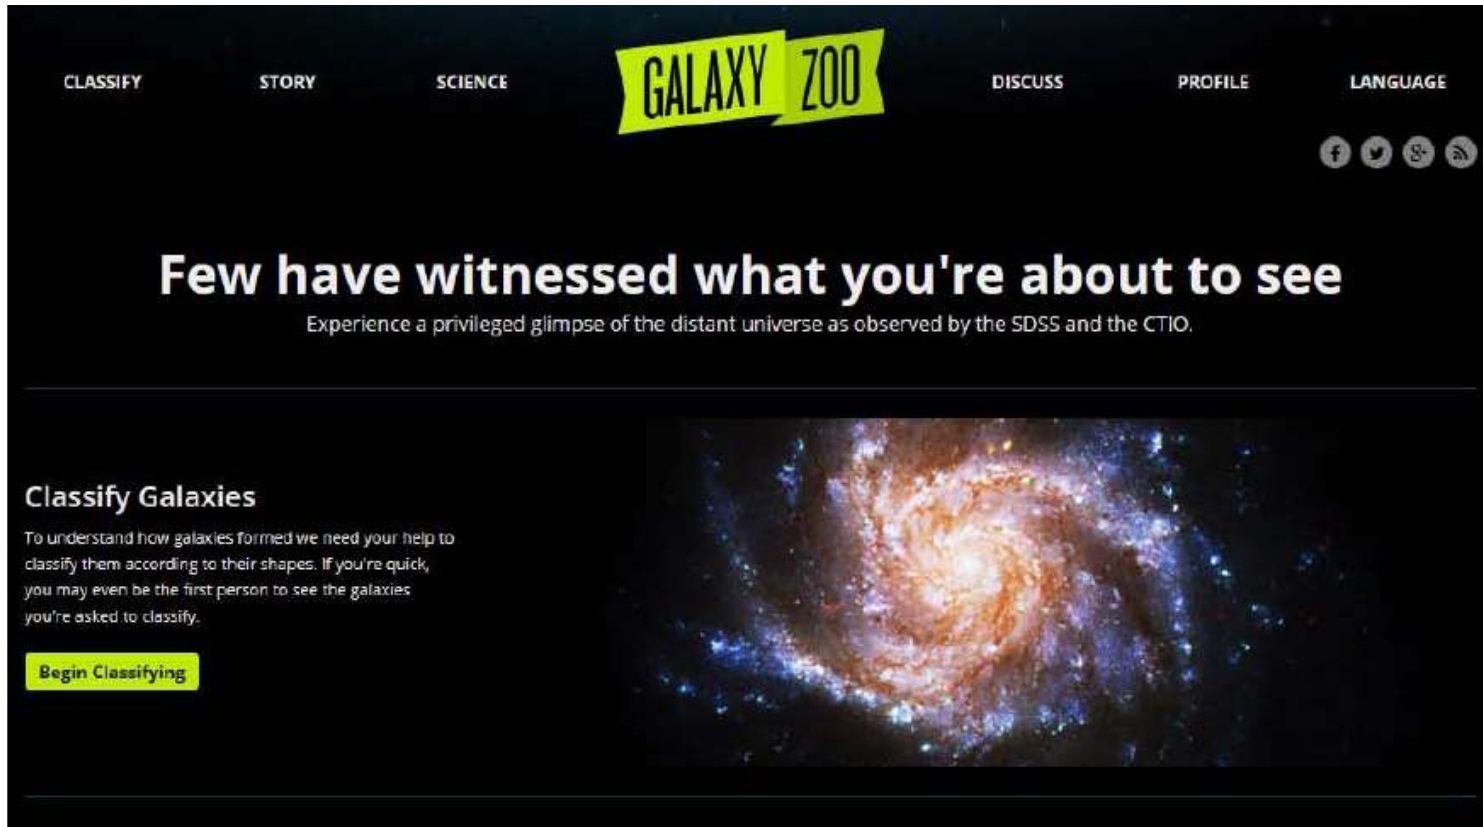 CLASSIFY STORY SCIENCE GALAXY ZOO DISCUSS PROFILE LANGUAGE
Few have witnessed what you're about to see
Experience a privileged glimpse of the distant universe as observed by the SDSS and the CTIO.
Classify Galaxies
To understand how galaxies formed we need your help to
classify them according to their shapes. If you're quick,
you may even be the first person to see the galaxies
you're asked to classify.
Begin Classifying